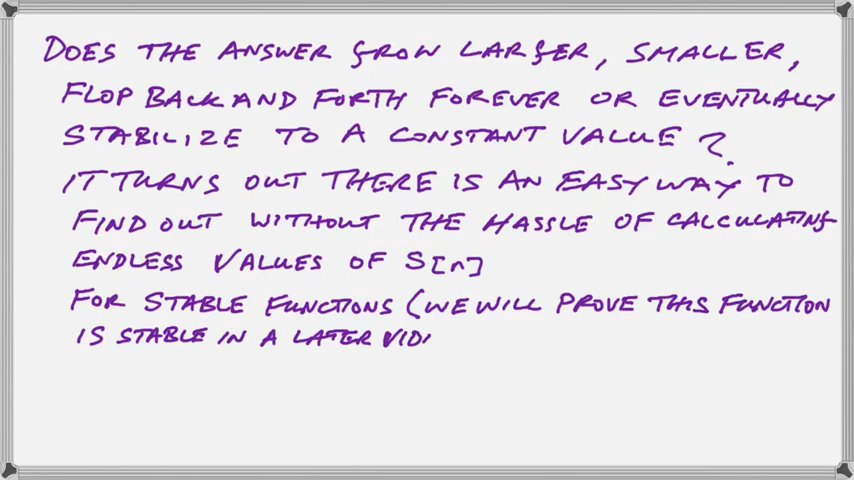 DOES THE ANSWER GROW LARGER, SMALLER,
FLOP BACK AND FORTH FOREVER OR EVENTUALLY
STABILIZE TO A CONSTANT VALUE?
IT TURNS OUT THERE IS AN EASY WAY TO
FIND OUT WITHOUT THE HASSLE OF CALCULATING
ENDLESS VALUES OF S[n]
FOR STABLE FUNCTIONS (WE WILL PROVE THIS FUNCTION
IS STABLE IN A LATER VID